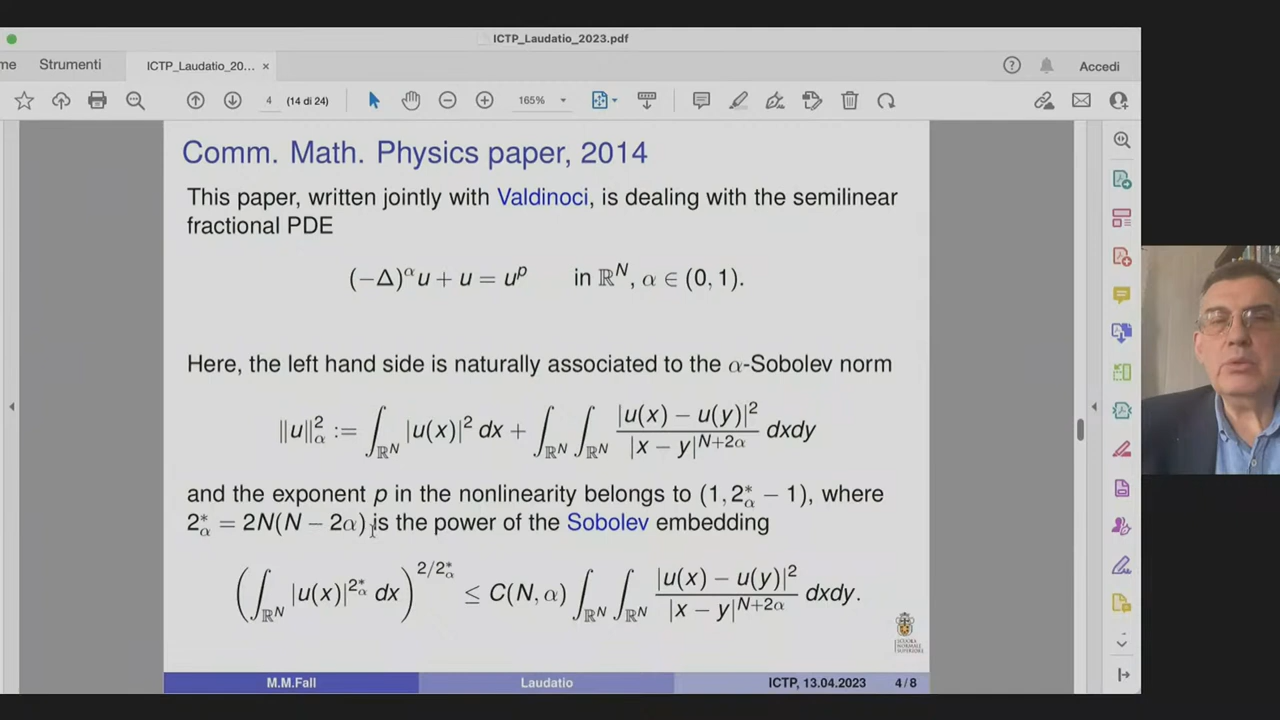 ICTP_Laudatio_2023.pdf
me Strumenti ICTP_Laudatio_20... × Accedi
4 (14 di 24) 165%
Comm. Math. Physics paper, 2014
This paper, written jointly with Valdinoci, is dealing with the semilinear
fractional PDE
(−Δ)^α u + u = u^p in ℝ^N, α ∈ (0, 1).
Here, the left hand side is naturally associated to the α-Sobolev norm
‖u‖²_α := ∫_{ℝ^N} |u(x)|² dx + ∫_{ℝ^N} ∫_{ℝ^N} |u(x) − u(y)|² / |x − y|^{N+2α} dxdy
and the exponent p in the nonlinearity belongs to (1, 2*_α − 1), where
2*_α = 2N(N − 2α) is the power of the Sobolev embedding
(∫_{ℝ^N} |u(x)|^{2*_α} dx)^{2/2*_α} ≤ C(N, α) ∫_{ℝ^N} ∫_{ℝ^N} |u(x) − u(y)|² / |x − y|^{N+2α} dxdy.
SCUOLA
NORMALE
SUPERIORE
M.M.Fall Laudatio ICTP, 13.04.2023 4/8